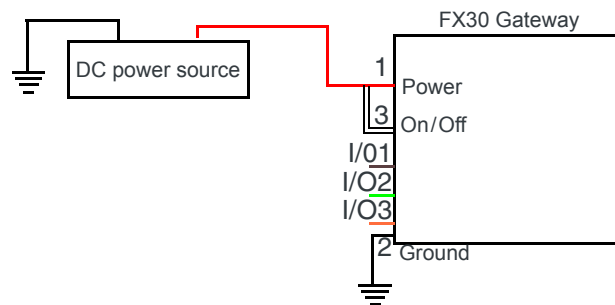 FX30 Gateway
DC power source
1
Power
3
On/Off
I/01
I/O2
I/O3
2
Ground